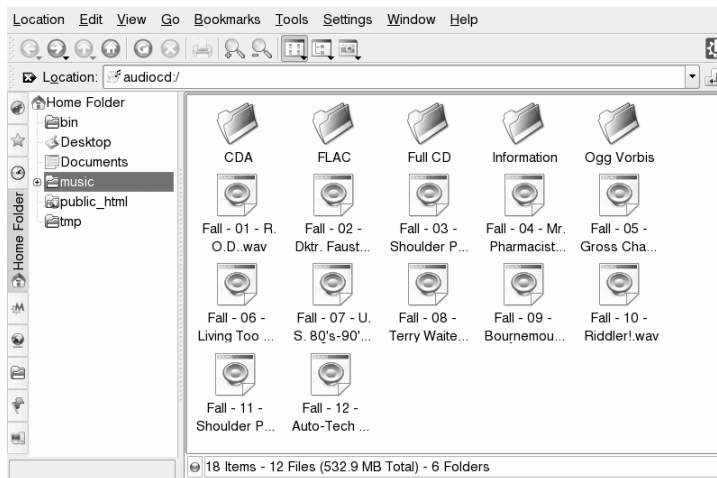 Location Edit View Go Bookmarks Tools Settings Window Help
Location: audiocd:/
Home Folder
bin
Desktop
Documents
music
public_html
tmp
Home Folder
CDA FLAC Full CD Information Ogg Vorbis
Fall - 01 - R. Fall - 02 - Fall - 03 - Fall - 04 - Mr. Fall - 05 -
O.D..wav Dktr. Faust... Shoulder P... Pharmacist... Gross Cha...
Fall - 06 - Fall - 07 - U. Fall - 08 - Fall - 09 - Fall - 10 -
Living Too ... S. 80's-90'... Terry Waite... Bournemou... Riddler!.wav
Fall - 11 - Fall - 12 -
Shoulder P... Auto-Tech ...
18 Items - 12 Files (532.9 MB Total) - 6 Folders